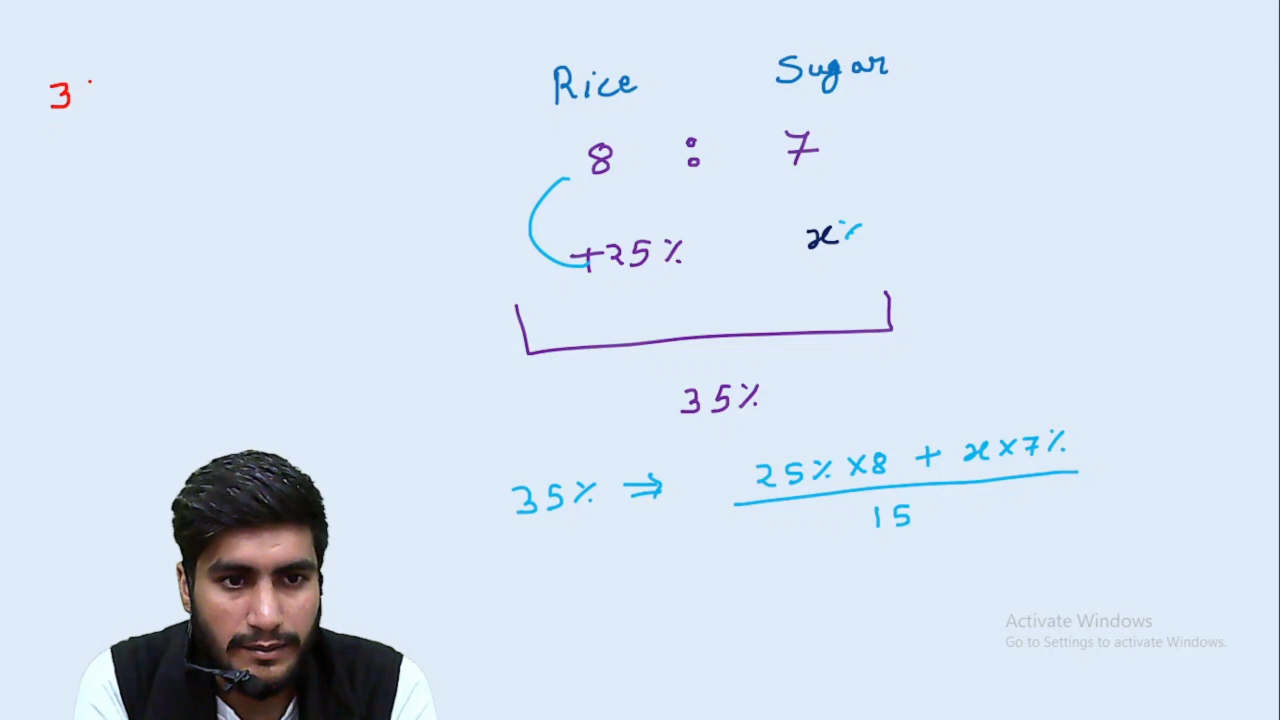 3
Rice Sugar
8 : 7
+25% x%
35%
35% ⇒ 25% × 8 + x × 7% / 15
Activate Windows
Go to Settings to activate Windows.